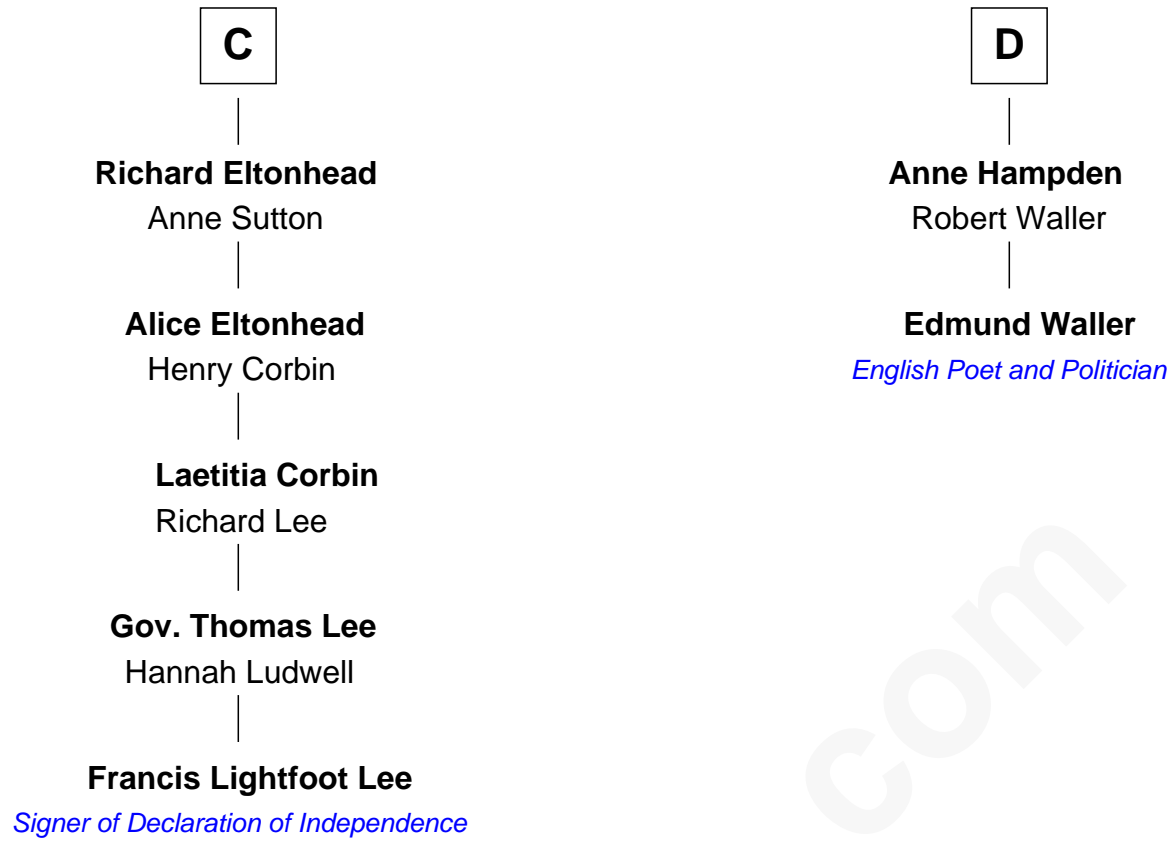 C
Richard Eltonhead
Anne Sutton
Alice Eltonhead
Henry Corbin
Laetitia Corbin
Richard Lee
Gov. Thomas Lee
Hannah Ludwell
Francis Lightfoot Lee
Signer of Declaration of Independence
D
Anne Hampden
Robert Waller
Edmund Waller
English Poet and Politician
com